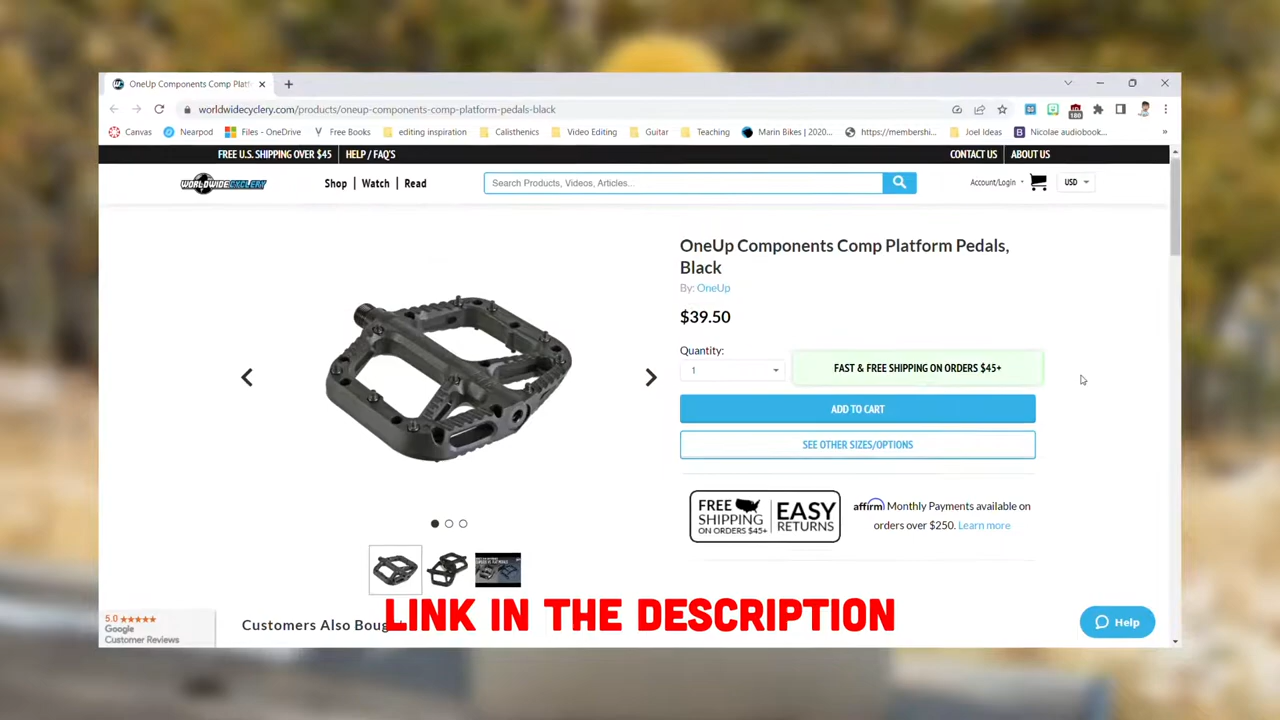 OneUp Components Comp Platf
worldwidecyclery.com/products/oneup-components-comp-platform-pedals-black
180
Canvas
Nearpod
Files - OneDrive
Free Books
editing inspiration
Calisthenics
Video Editing
Guitar
Teaching
Marin Bikes | 2020...
https://membershi...
Joel Ideas
Nicolae audiobook...
»
FREE U.S. SHIPPING OVER $45
HELP / FAQ'S
CONTACT US
ABOUT US
WORLDWIDE CYCLERY
Shop | Watch | Read
Search Products, Videos, Articles...
Account/Login
USD
OneUp Components Comp Platform Pedals,
Black
By: OneUp
$39.50
Quantity:
1
FAST & FREE SHIPPING ON ORDERS $45+
ADD TO CART
SEE OTHER SIZES/OPTIONS
FREE
SHIPPING
ON ORDERS $45+
EASY
RETURNS
affirm Monthly Payments available on
orders over $250. Learn more
5.0
Google
Customer Reviews
Customers Also Boug
LINK IN THE DESCRIPTION
Help